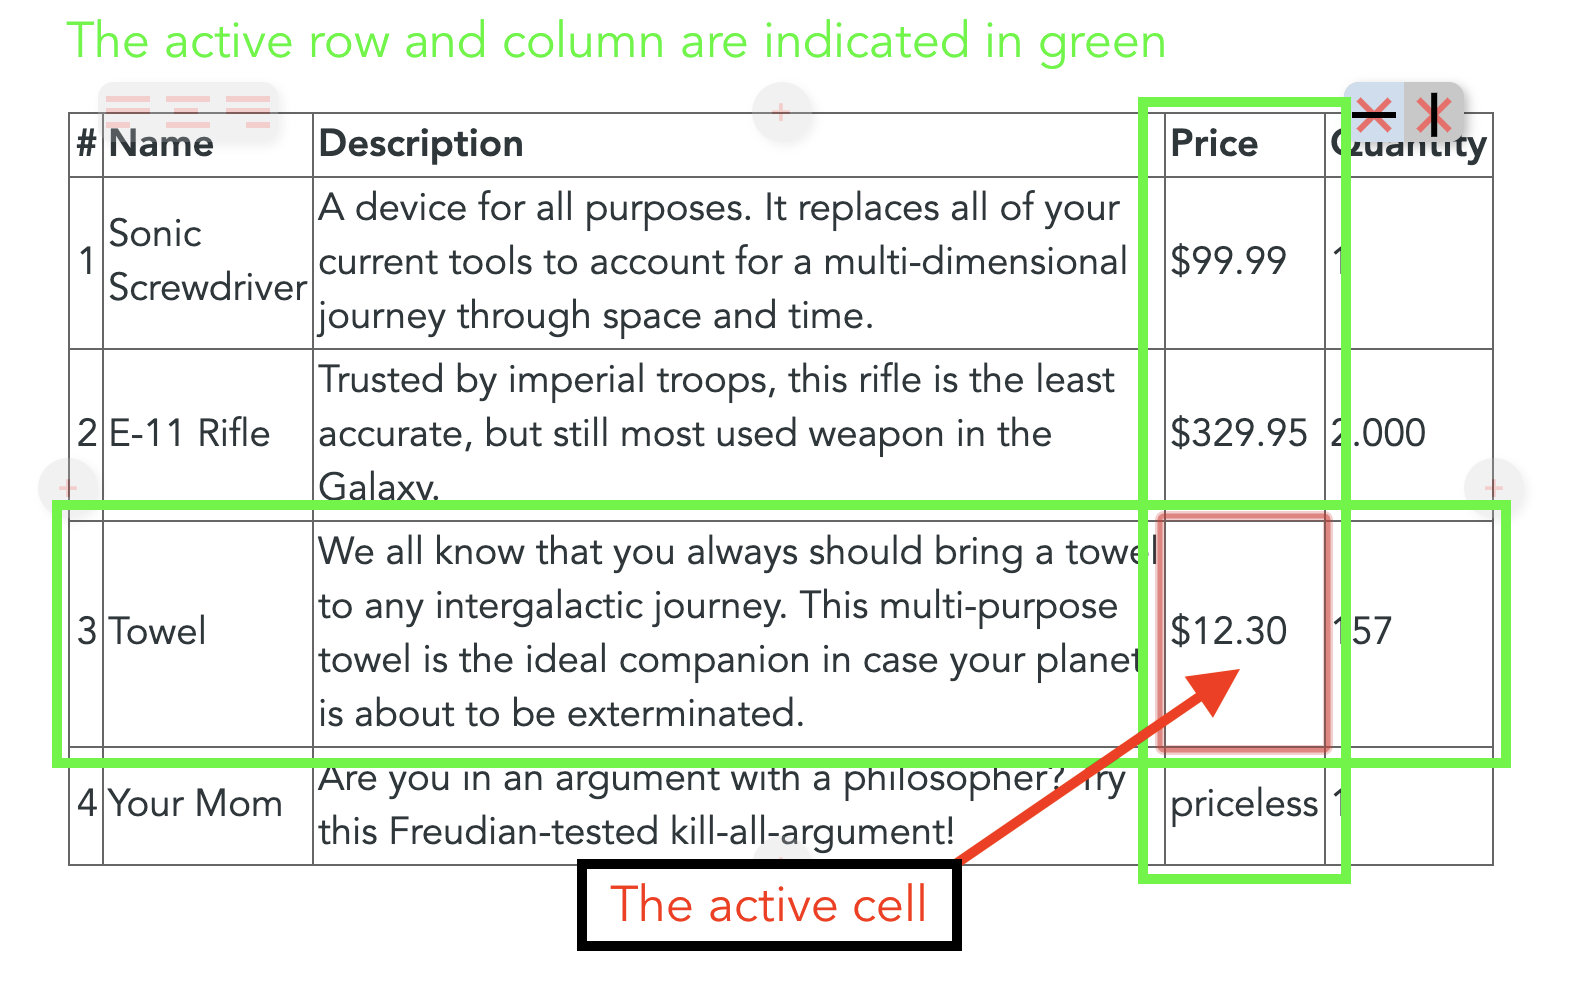 The active row and column are indicated in green
# Name Description Price Quantity
1 Sonic Screwdriver A device for all purposes. It replaces all of your
current tools to account for a multi-dimensional
journey through space and time. $99.99 1
2 E-11 Rifle Trusted by imperial troops, this rifle is the least
accurate, but still most used weapon in the
Galaxy. $329.95 2.000
3 Towel We all know that you always should bring a towel
to any intergalactic journey. This multi-purpose
towel is the ideal companion in case your planet
is about to be exterminated. $12.30 157
4 Your Mom Are you in an argument with a philosopher? Try
this Freudian-tested kill-all-argument! priceless 1
The active cell